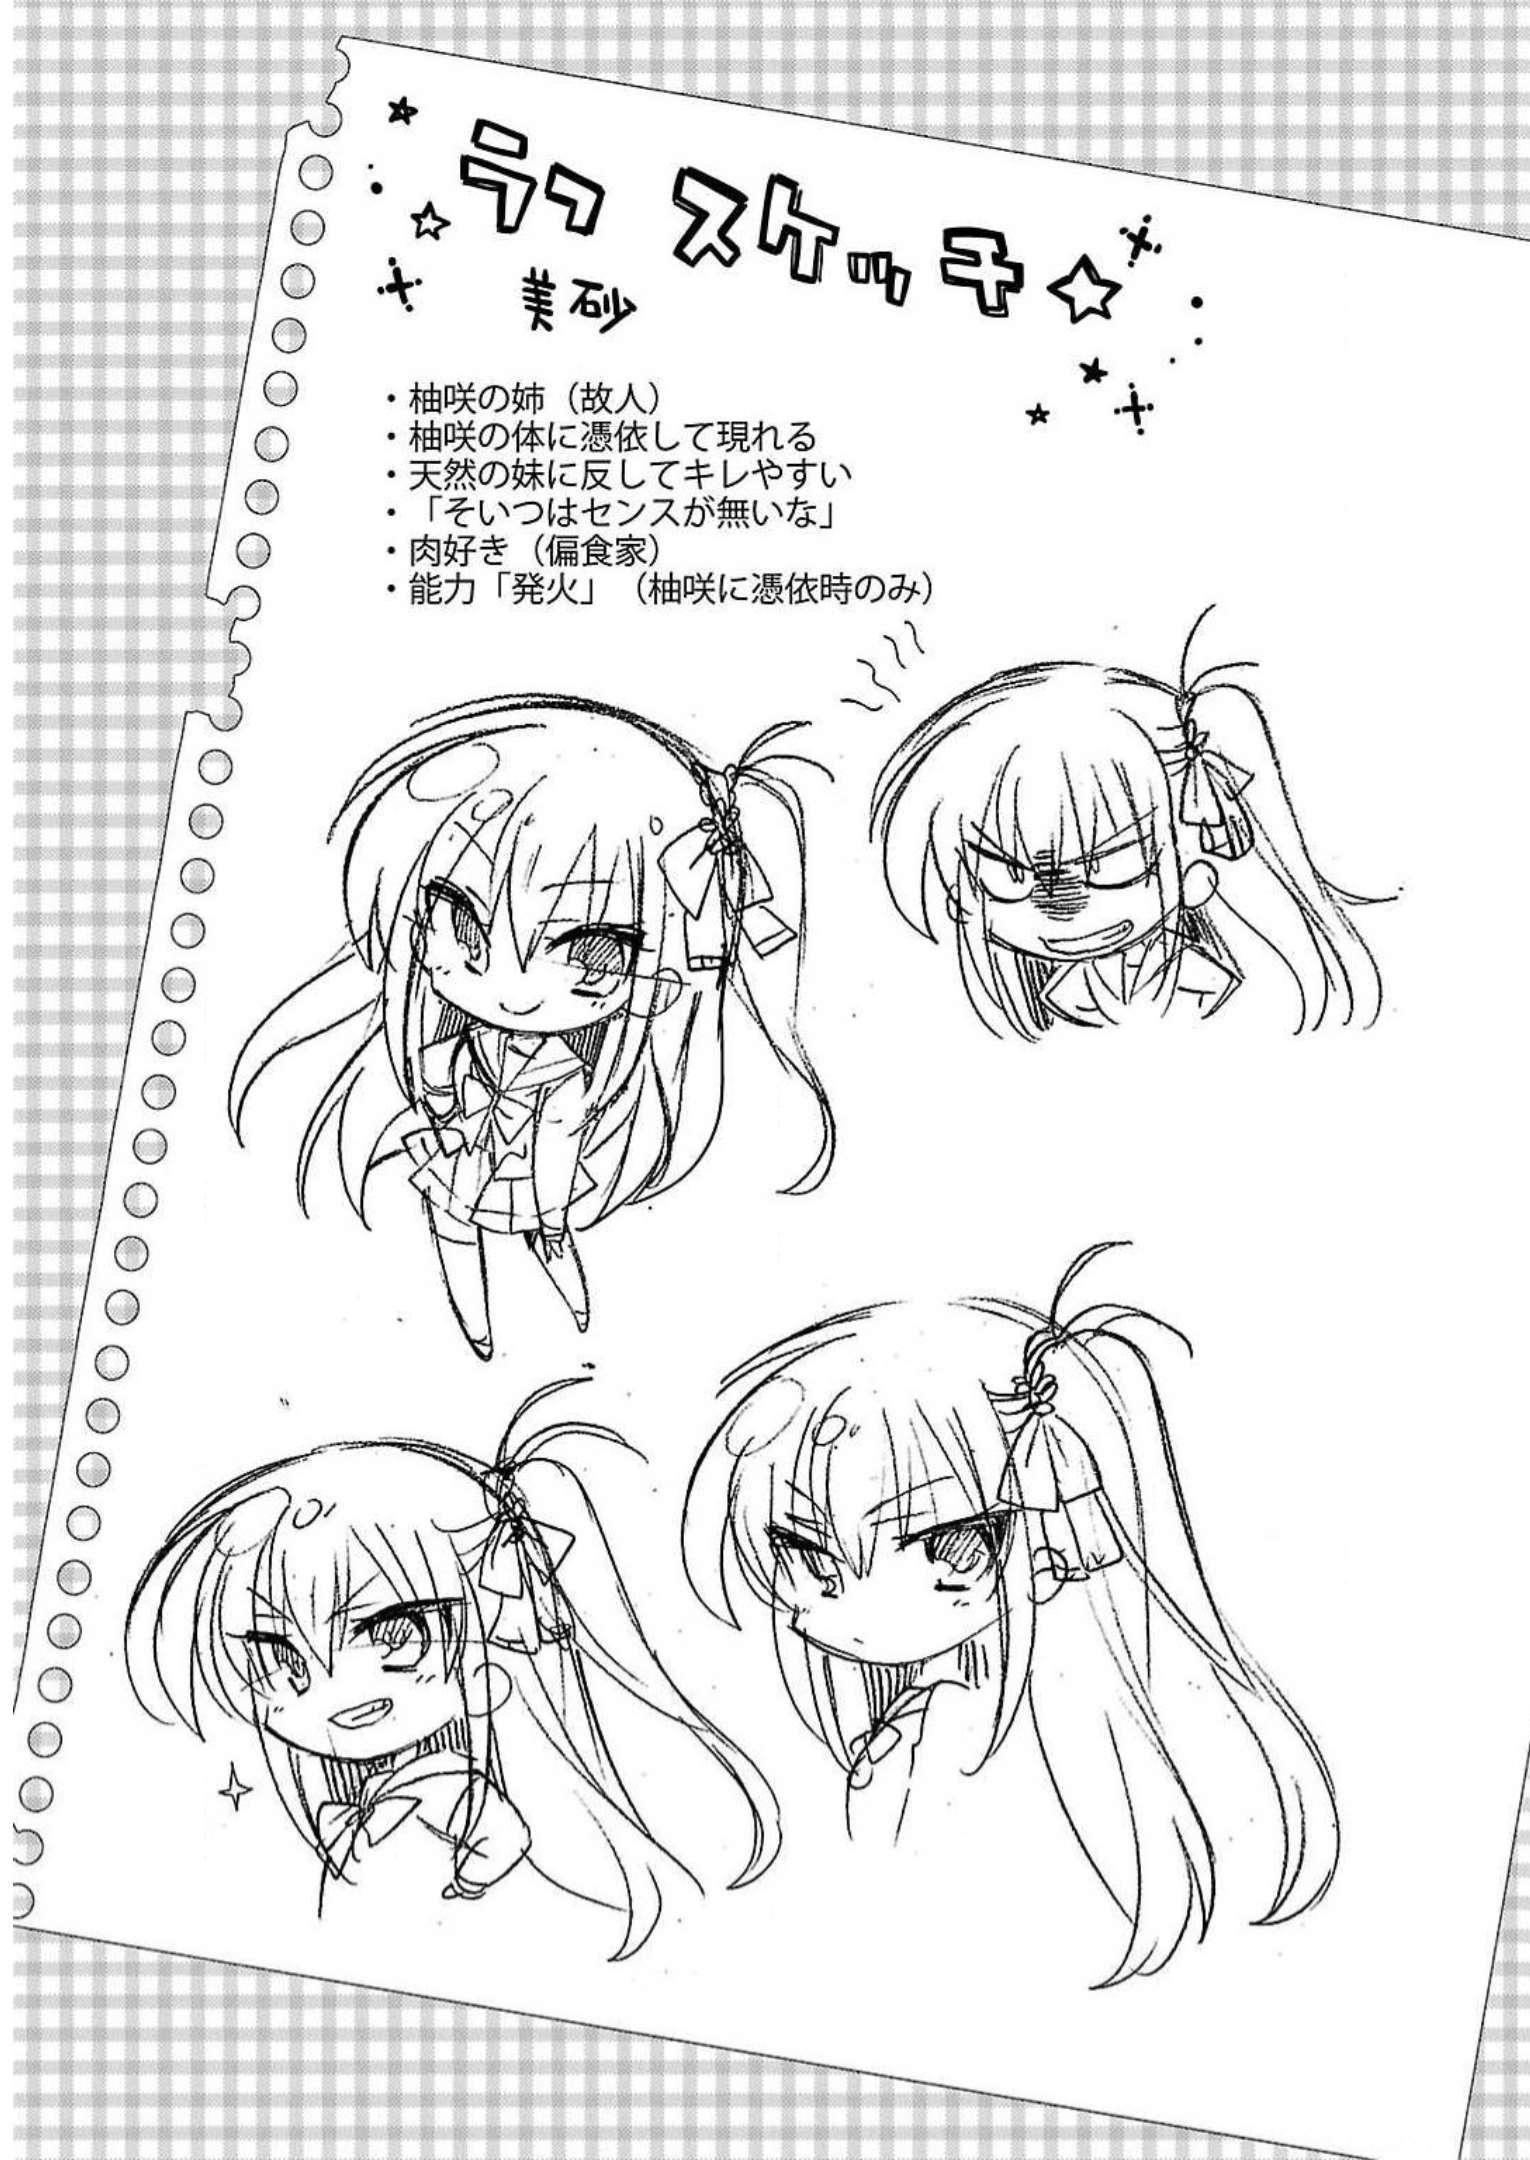 ラフ スケッチ☆
美砂
・柚咲の姉（故人）
・柚咲の体に憑依して現れる
・天然の妹に反してキレやすい
・「そいつはセンスが無いな」
・肉好き（偏食家）
・能力「発火」（柚咲に憑依時のみ）